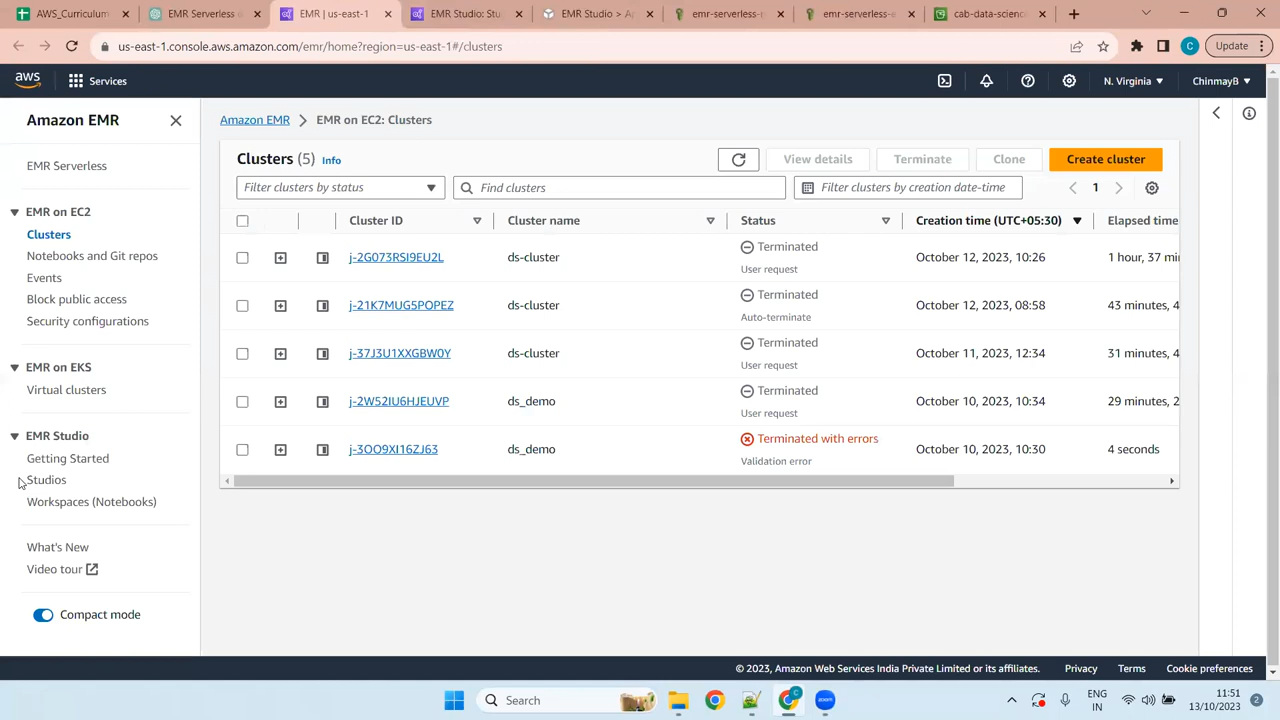 AWS_Curriculum
EMR Serverless e
EMR | us-east-1
EMR Studio: Stu
EMR Studio > Ap
emr-serverless-
emr-serverless-e
cab-data-science
us-east-1.console.aws.amazon.com/emr/home?region=us-east-1#/clusters
C
Update
aws
Services
N. Virginia
ChinmayB
Amazon EMR
EMR Serverless
EMR on EC2
Clusters
Notebooks and Git repos
Events
Block public access
Security configurations
EMR on EKS
Virtual clusters
EMR Studio
Getting Started
Studios
Workspaces (Notebooks)
What's New
Video tour
Compact mode
Amazon EMR > EMR on EC2: Clusters
Clusters (5) Info
View details
Terminate
Clone
Create cluster
Filter clusters by status
Find clusters
Filter clusters by creation date-time
1
Cluster ID
Cluster name
Status
Creation time (UTC+05:30)
Elapsed time
j-2G073RSI9EU2L
ds-cluster
Terminated
User request
October 12, 2023, 10:26
1 hour, 37 mi
j-21K7MUG5POPEZ
ds-cluster
Terminated
Auto-terminate
October 12, 2023, 08:58
43 minutes, 4
j-37J3U1XXGBW0Y
ds-cluster
Terminated
User request
October 11, 2023, 12:34
31 minutes, 4
j-2W52IU6HJEUVP
ds_demo
Terminated
User request
October 10, 2023, 10:34
29 minutes, 2
j-3OO9XI16ZJ63
ds_demo
Terminated with errors
Validation error
October 10, 2023, 10:30
4 seconds
© 2023, Amazon Web Services India Private Limited or its affiliates.
Privacy
Terms
Cookie preferences
Search
zoom
ENG
IN
11:51
13/10/2023
2